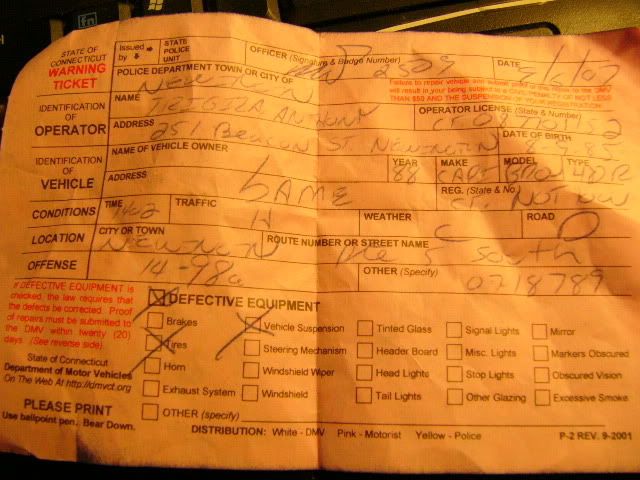 STATE OF CONNECTICUT
WARNING TICKET
Issued by
STATE POLICE UNIT
OFFICER (Signature & Badge Number)
DATE
POLICE DEPARTMENT TOWN OR CITY OF
NEWINGTON
Failure to repair vehicle and submit proof of the repair to the DMV
will result in your being subject to a CIVIL PENALTY OF NOT LESS
THAN $50 AND THE SUSPENSION OF YOUR REGISTRATION
IDENTIFICATION OF OPERATOR
NAME
ANTHONY
OPERATOR LICENSE (State & Number)
ADDRESS
251 BEACON ST. NEWINGTON
DATE OF BIRTH
IDENTIFICATION OF VEHICLE
NAME OF VEHICLE OWNER
YEAR
88
MAKE
MODEL
TYPE
4DR
ADDRESS
SAME
REG. (State & No.
CONDITIONS
TIME
1402
TRAFFIC
WEATHER
C
ROAD
D
LOCATION
CITY OR TOWN
NEWINGTON
ROUTE NUMBER OR STREET NAME
Rte 5 South
OFFENSE
14-98a
OTHER (Specify)
0718789
If DEFECTIVE EQUIPMENT is
checked, the law requires that
the defects be corrected. Proof
of repairs must be submitted to
the DMV within twenty (20)
days. (See reverse side).
DEFECTIVE EQUIPMENT
Brakes
Tires
Horn
Exhaust System
OTHER (specify)
Vehicle Suspension
Steering Mechanism
Windshield Wiper
Windshield
Tinted Glass
Header Board
Head Lights
Tail Lights
Signal Lights
Misc. Lights
Stop Lights
Other Glazing
Mirror
Markers Obscured
Obscured Vision
Excessive Smoke
State of Connecticut
Department of Motor Vehicles
On The Web At http://dmvct.org
PLEASE PRINT
Use ballpoint pen. Bear Down.
DISTRIBUTION: White - DMV Pink - Motorist Yellow - Police
P-2 REV. 9-2001